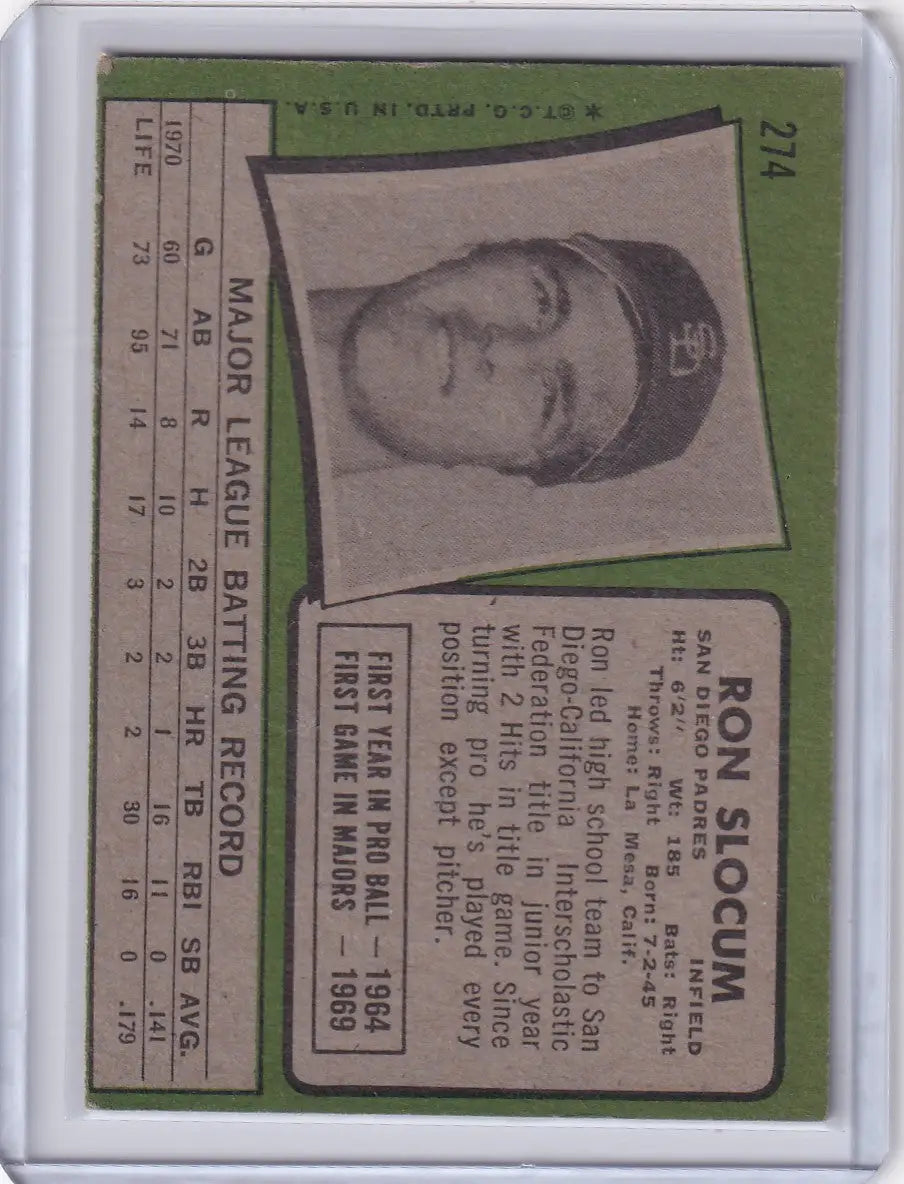 274
* © T.C.G. PRTD. IN U.S.A.
SD
RON SLOCUM
SAN DIEGO PADRES INFIELD
Ht: 6'2'' Wt: 185 Bats: Right
Throws: Right Born: 7-2-45
Home: La Mesa, Calif.
Ron led high school team to San
Diego-California Interscholastic
Federation title in junior year
with 2 Hits in title game. Since
turning pro he's played every
position except pitcher.
FIRST YEAR IN PRO BALL — 1964
FIRST GAME IN MAJORS — 1969
MAJOR LEAGUE BATTING RECORD
G AB R H 2B 3B HR TB RBI SB AVG.
1970 60 71 8 10 2 2 1 16 11 0 .141
LIFE 73 95 14 17 3 2 2 30 16 0 .179